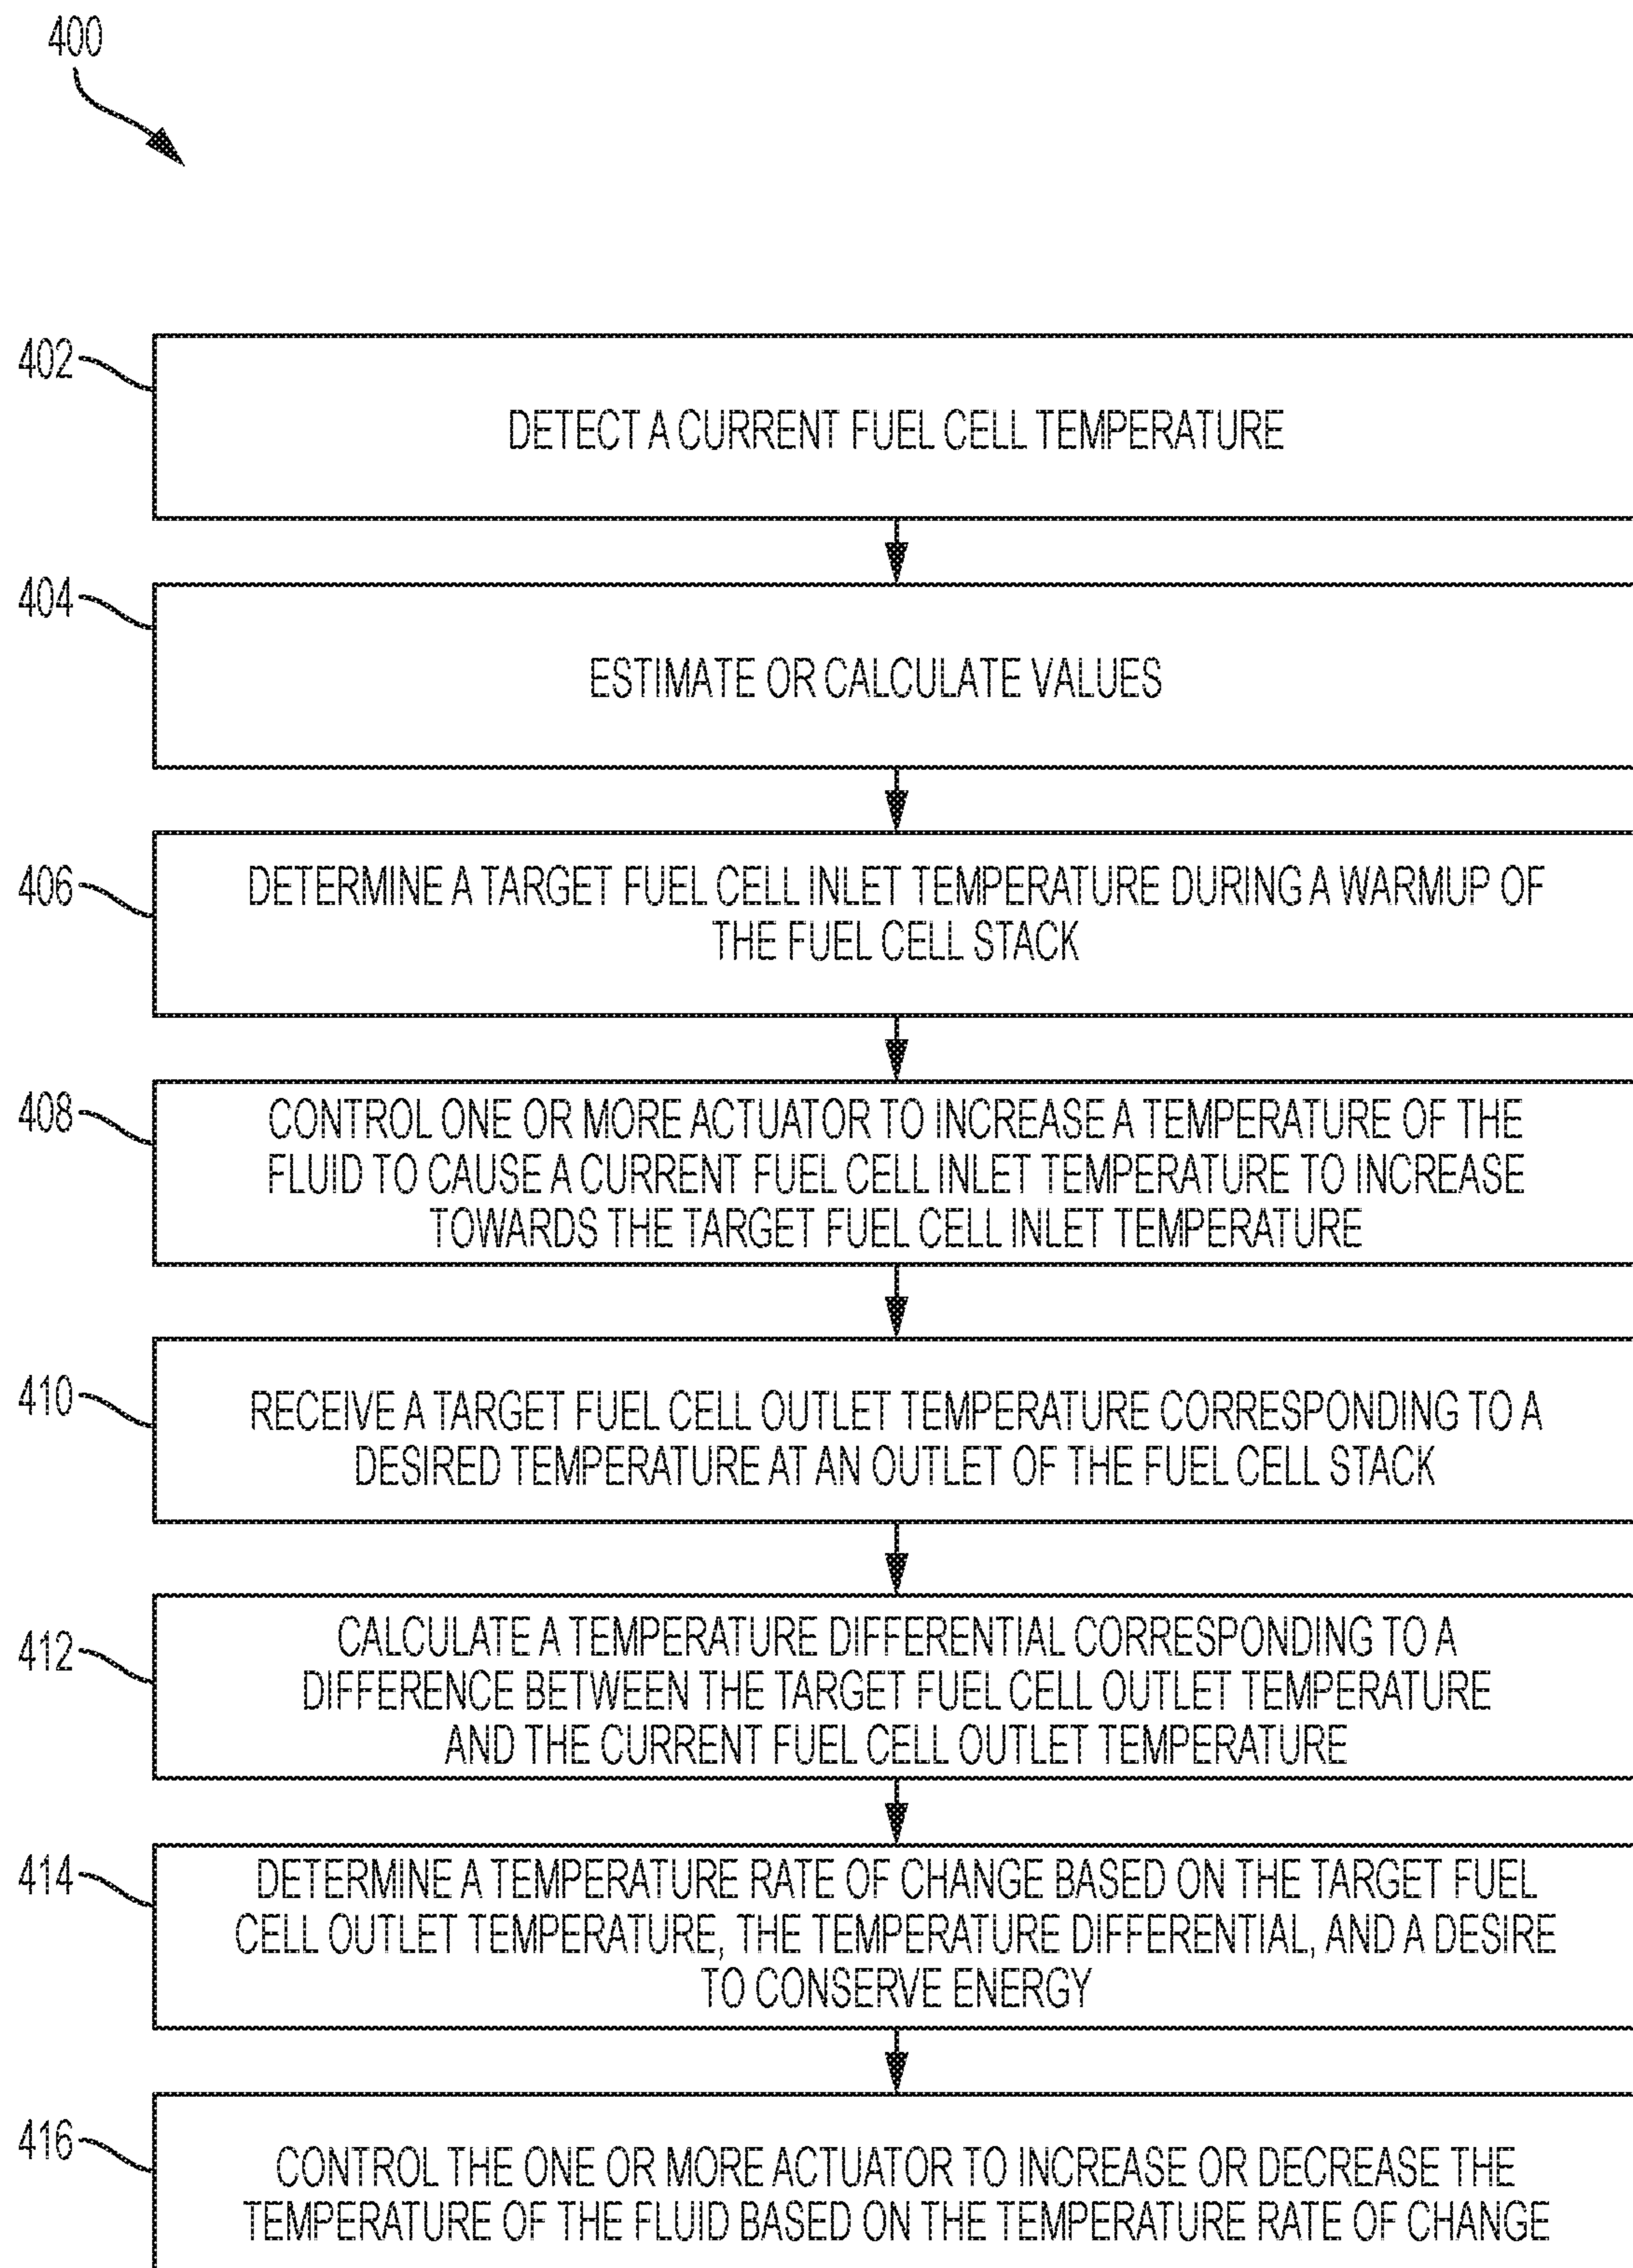 400
402
DETECT A CURRENT FUEL CELL TEMPERATURE
404
ESTIMATE OR CALCULATE VALUES
406
DETERMINE A TARGET FUEL CELL INLET TEMPERATURE DURING A WARMUP OF
THE FUEL CELL STACK
408
CONTROL ONE OR MORE ACTUATOR TO INCREASE A TEMPERATURE OF THE
FLUID TO CAUSE A CURRENT FUEL CELL INLET TEMPERATURE TO INCREASE
TOWARDS THE TARGET FUEL CELL INLET TEMPERATURE
410
RECEIVE A TARGET FUEL CELL OUTLET TEMPERATURE CORRESPONDING TO A
DESIRED TEMPERATURE AT AN OUTLET OF THE FUEL CELL STACK
412
CALCULATE A TEMPERATURE DIFFERENTIAL CORRESPONDING TO A
DIFFERENCE BETWEEN THE TARGET FUEL CELL OUTLET TEMPERATURE
AND THE CURRENT FUEL CELL OUTLET TEMPERATURE
414
DETERMINE A TEMPERATURE RATE OF CHANGE BASED ON THE TARGET FUEL
CELL OUTLET TEMPERATURE, THE TEMPERATURE DIFFERENTIAL, AND A DESIRE
TO CONSERVE ENERGY
416
CONTROL THE ONE OR MORE ACTUATOR TO INCREASE OR DECREASE THE
TEMPERATURE OF THE FLUID BASED ON THE TEMPERATURE RATE OF CHANGE